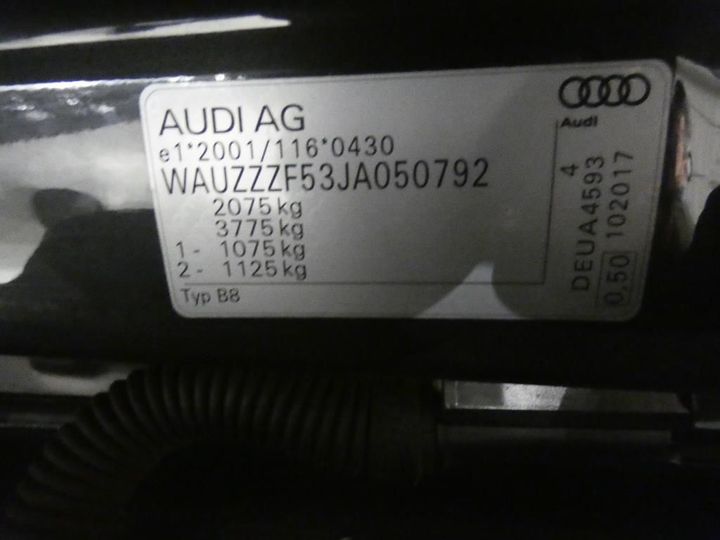 AUDI AG
e1*2001/116*0430
WAUZZZF53JA050792
2075 kg
3775 kg
1- 1075 kg
2- 1125 kg
Typ B8
Audi
4
DEUA4593
0,50 102017